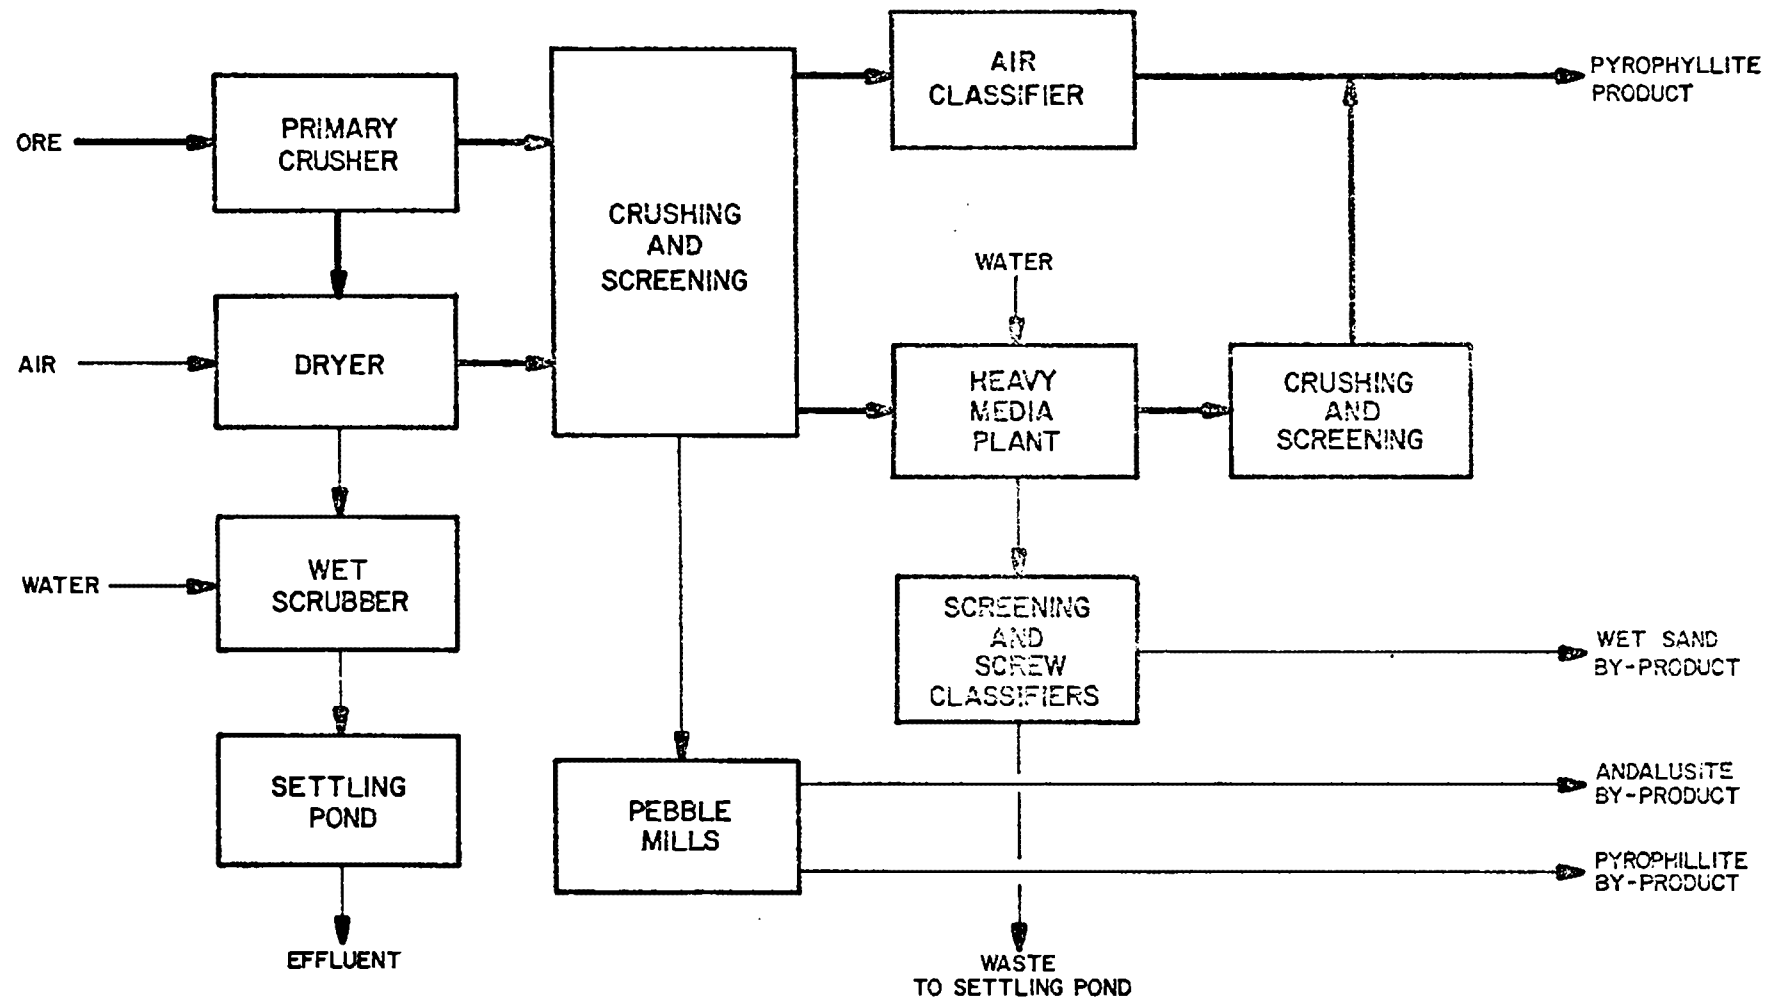 AIR
CLASSIFIER
PYROPHYLLITE
PRODUCT
ORE
PRIMARY
CRUSHER
CRUSHING
AND
SCREENING
WATER
AIR
DRYER
HEAVY
MEDIA
PLANT
CRUSHING
AND
SCREENING
WATER
WET
SCRUBBER
SCREENING
AND
SCREW
CLASSIFIERS
WET SAND
BY-PRODUCT
SETTLING
POND
PEBBLE
MILLS
ANDALUSITE
BY-PRODUCT
PYROPHILLITE
BY-PRODUCT
EFFLUENT
WASTE
TO SETTLING POND